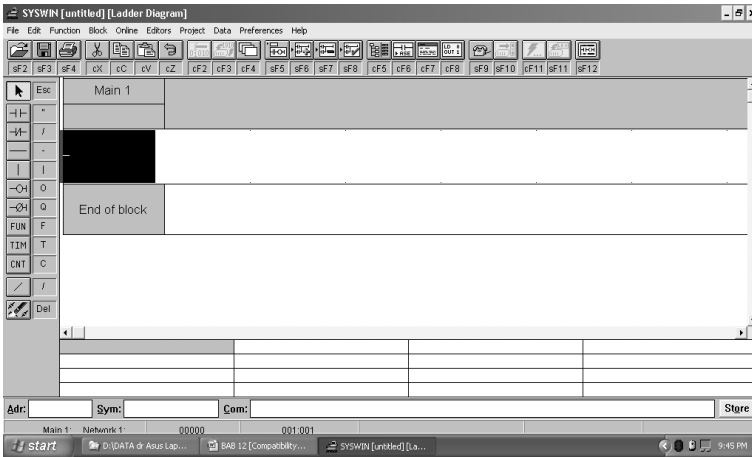 SYSWIN [untitled] [Ladder Diagram]
File Edit Function Block Online Editors Project Data Preferences Help
sF2 sF3 sF4 cX cC cV cZ cF2 cF3 cF4 sF5 sF6 sF7 sF8 cF5 cF6 cF7 cF8 sF9 sF10 cF11 sF11 sF12
Esc
Main 1
"
/
-
|
O
Q
End of block
FUN F
TIM T
CNT C
/
Del
Adr: Sym: Com: Store
Main 1: Network 1: 00000 001:001
start D:\DATA dr Asus Lap... BAB 12 [Compatibility... SYSWIN [untitled] [La... 9:45 PM